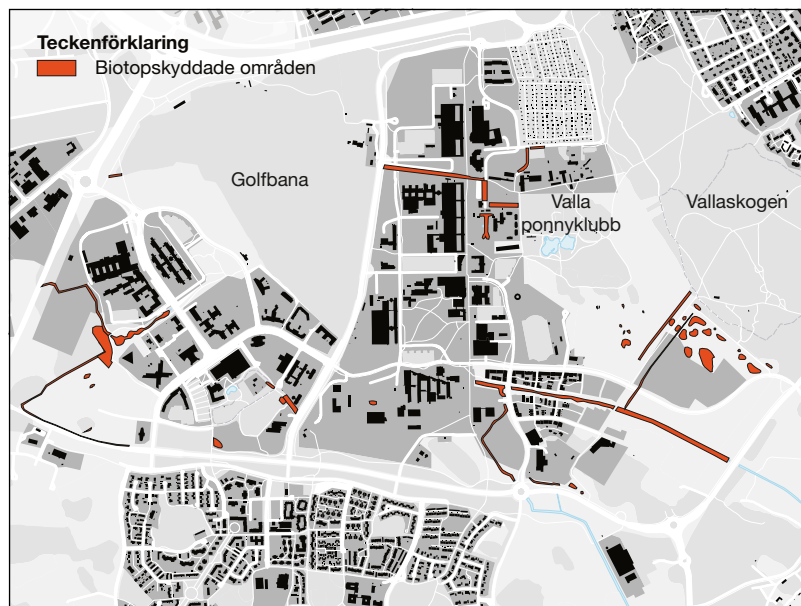 Teckenförklaring
Biotopskyddade områden
Golfbana
Valla
ponnyklubb
Vallaskogen